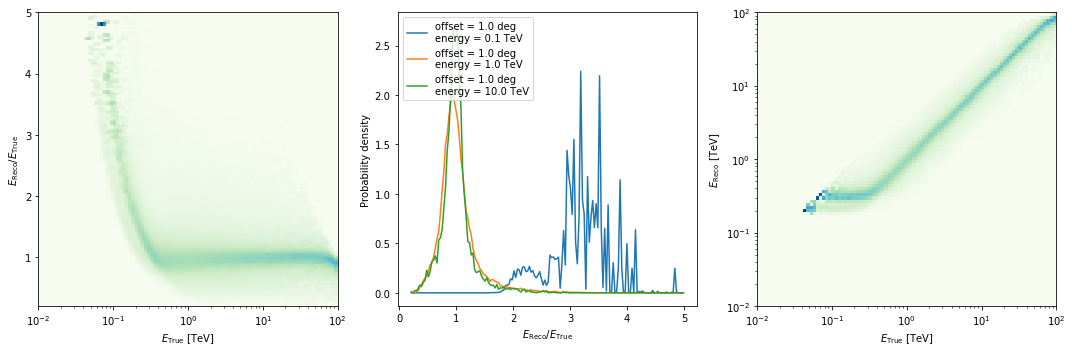 5
4
3
2
1
E_Reco/E_True
10^-2
10^-1
10^0
10^1
10^2
E_True [TeV]
offset = 1.0 deg
energy = 0.1 TeV
offset = 1.0 deg
energy = 1.0 TeV
offset = 1.0 deg
energy = 10.0 TeV
2.5
2.0
1.5
1.0
0.5
0.0
Probability density
0
1
2
3
4
5
E_Reco/E_True
10^2
10^1
10^0
10^-1
10^-2
E_Reco [TeV]
10^-2
10^-1
10^0
10^1
10^2
E_True [TeV]